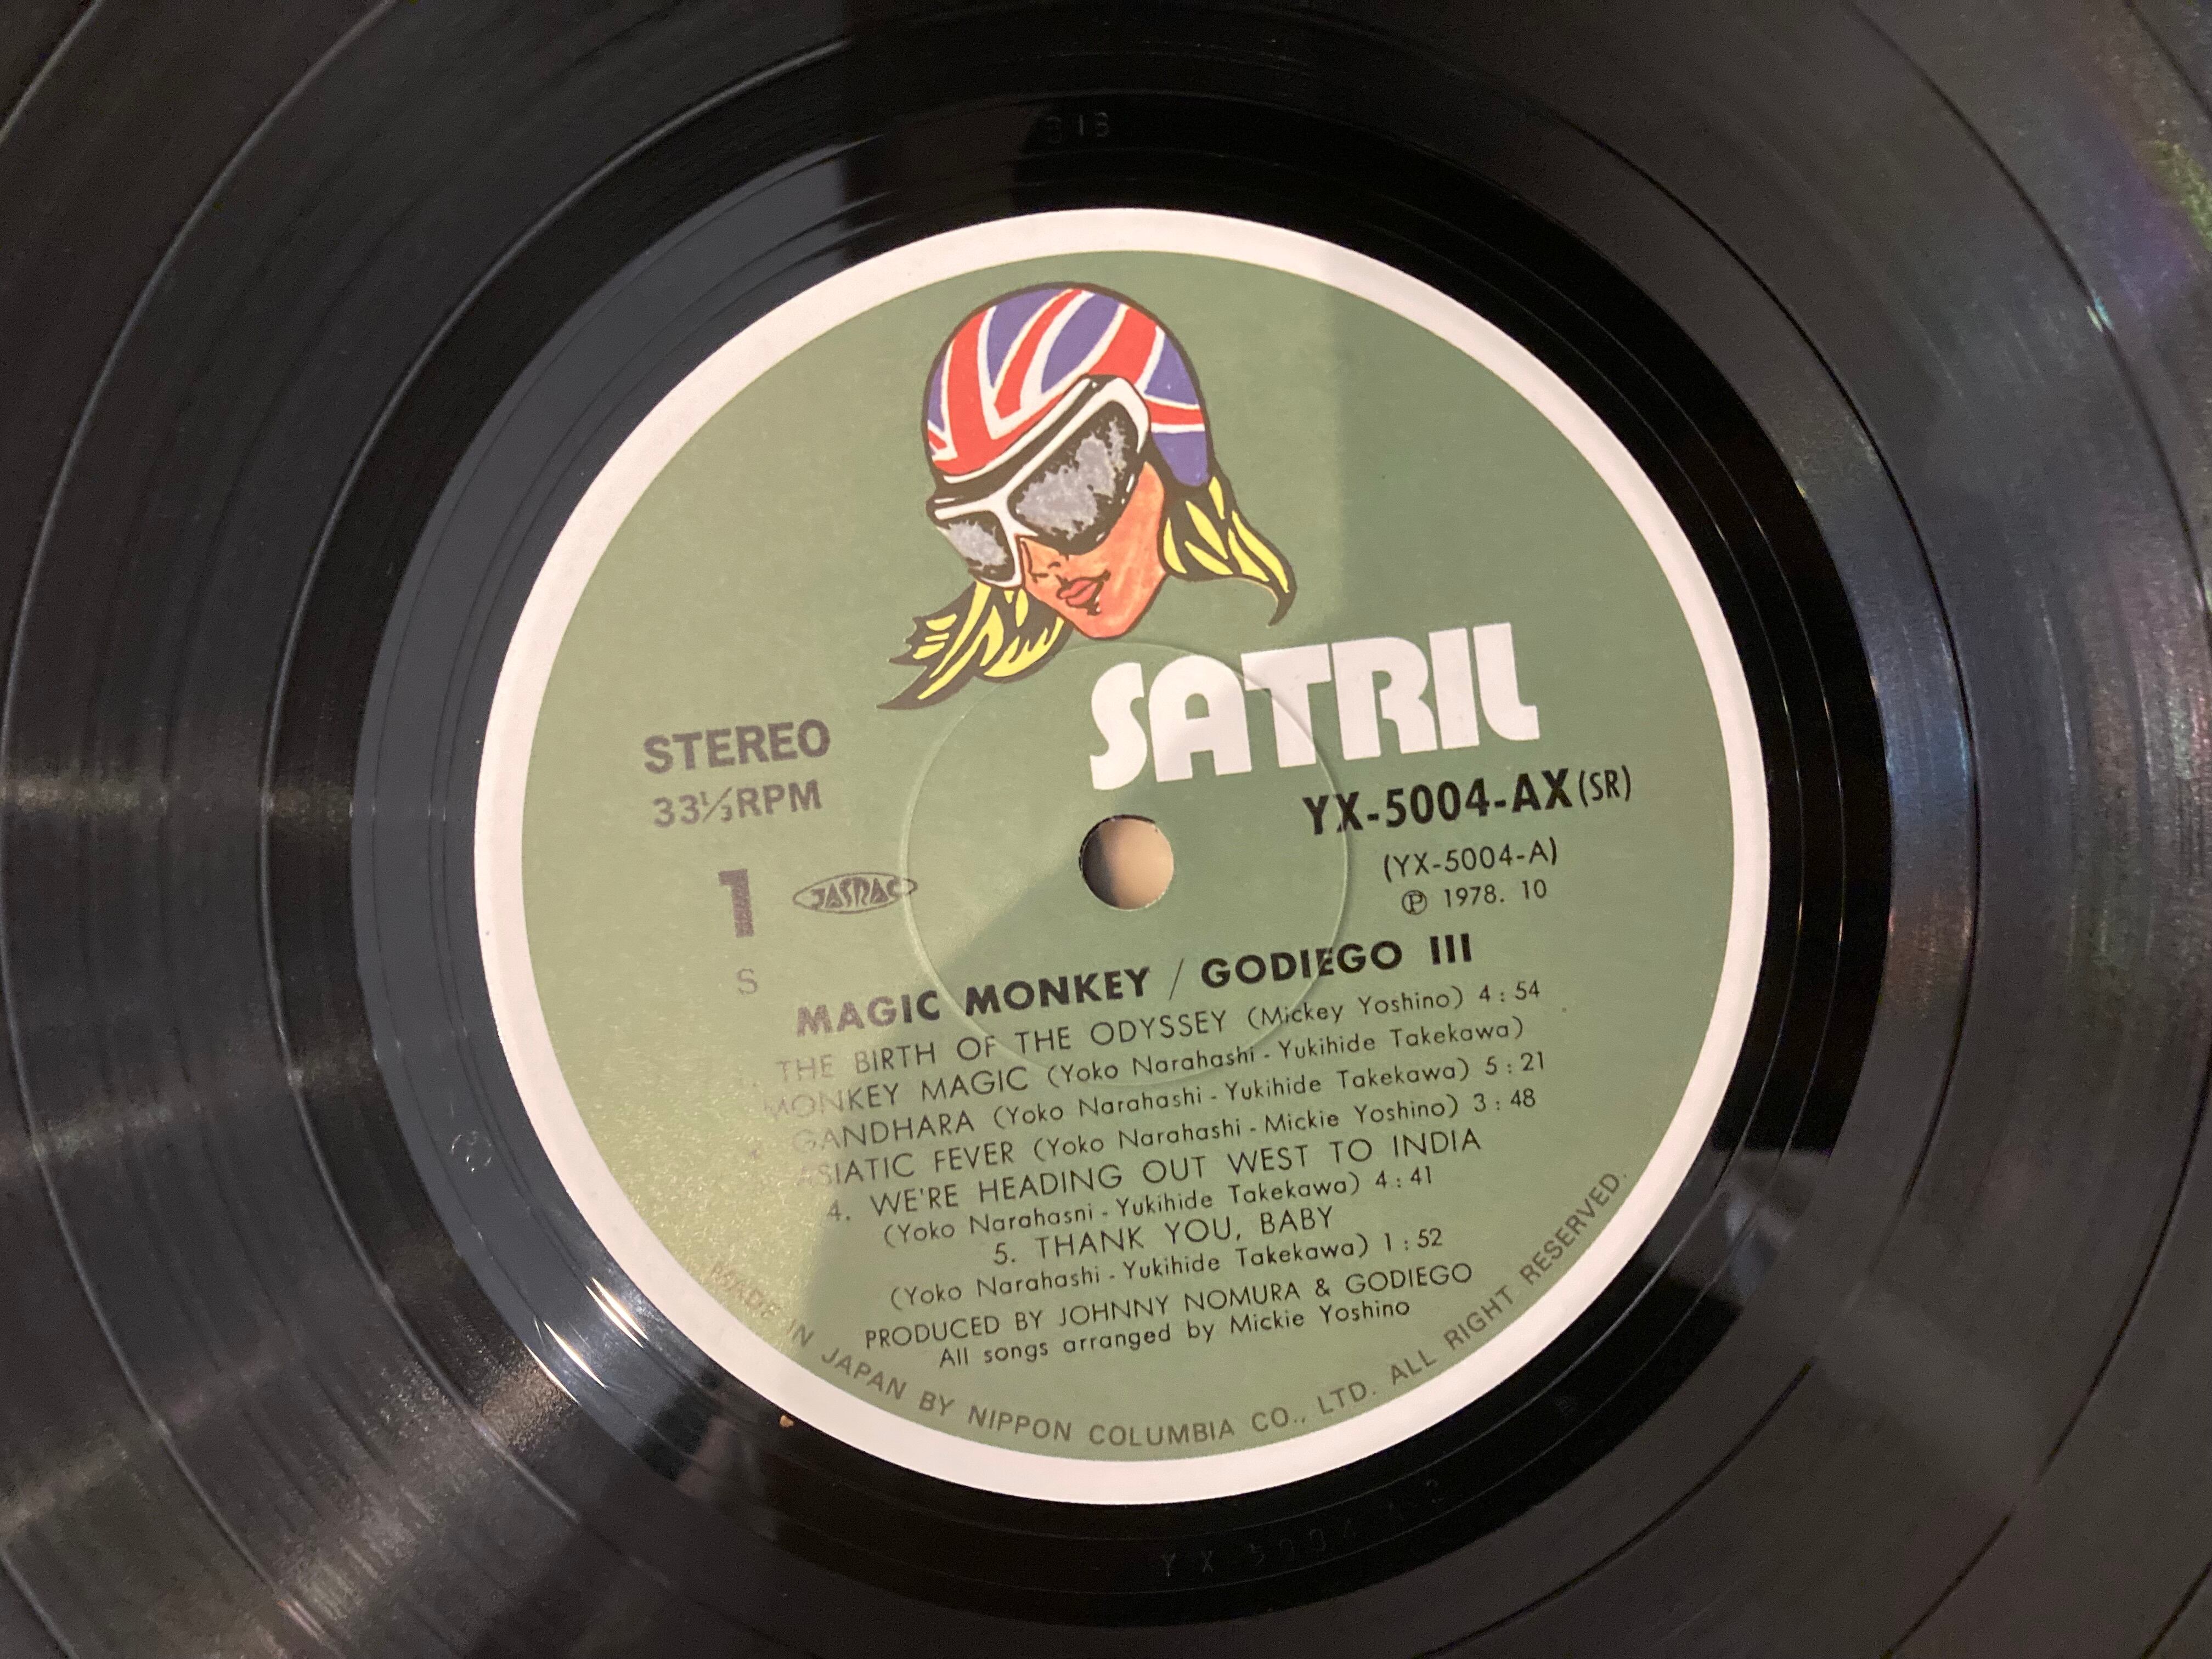 SATRIL
STEREO
33⅓RPM
YX-5004-AX(SR)
(YX-5004-A)
Ⓟ 1978. 10
1
JASRAC
S
MAGIC MONKEY / GODIEGO III
THE BIRTH OF THE ODYSSEY (Mickey Yoshino) 4:54
MONKEY MAGIC (Yoko Narahashi - Yukihide Takekawa)
GANDHARA (Yoko Narahashi - Yukihide Takekawa) 5:21
ASIATIC FEVER (Yoko Narahashi - Mickie Yoshino) 3:48
4. WE'RE HEADING OUT WEST TO INDIA
(Yoko Narahasni - Yukihide Takekawa) 4:41
5. THANK YOU, BABY
(Yoko Narahashi - Yukihide Takekawa) 1:52
PRODUCED BY JOHNNY NOMURA & GODIEGO
All songs arranged by Mickie Yoshino
IN JAPAN BY NIPPON COLUMBIA CO., LTD. ALL RIGHT RESERVED.